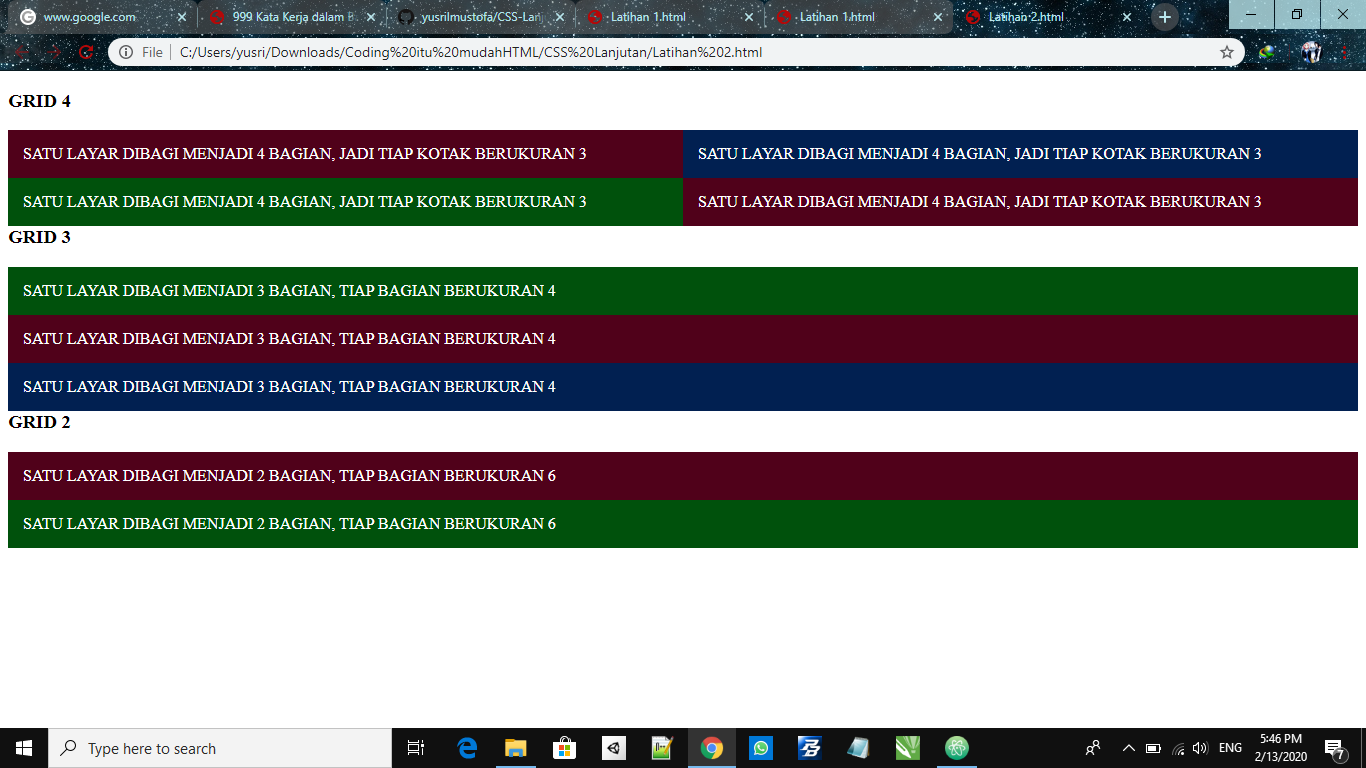 www.google.com
999 Kata Kerja dalam B
yusrilmustofa/CSS-Lanj
Latihan 1.html
Latihan 1.html
Latihan 2.html
File
C:/Users/yusri/Downloads/Coding%20itu%20mudahHTML/CSS%20Lanjutan/Latihan%202.html
GRID 4
SATU LAYAR DIBAGI MENJADI 4 BAGIAN, JADI TIAP KOTAK BERUKURAN 3
SATU LAYAR DIBAGI MENJADI 4 BAGIAN, JADI TIAP KOTAK BERUKURAN 3
SATU LAYAR DIBAGI MENJADI 4 BAGIAN, JADI TIAP KOTAK BERUKURAN 3
SATU LAYAR DIBAGI MENJADI 4 BAGIAN, JADI TIAP KOTAK BERUKURAN 3
GRID 3
SATU LAYAR DIBAGI MENJADI 3 BAGIAN, TIAP BAGIAN BERUKURAN 4
SATU LAYAR DIBAGI MENJADI 3 BAGIAN, TIAP BAGIAN BERUKURAN 4
SATU LAYAR DIBAGI MENJADI 3 BAGIAN, TIAP BAGIAN BERUKURAN 4
GRID 2
SATU LAYAR DIBAGI MENJADI 2 BAGIAN, TIAP BAGIAN BERUKURAN 6
SATU LAYAR DIBAGI MENJADI 2 BAGIAN, TIAP BAGIAN BERUKURAN 6
Type here to search
ENG
5:46 PM
2/13/2020
7